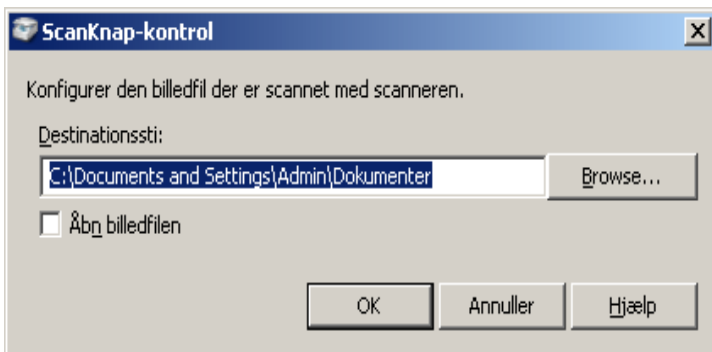 ScanKnap-kontrol
Konfigurer den billedfil der er scannet med scanneren.
Destinationssti:
C:\Documents and Settings\Admin\Dokumenter
Browse...
Åbn billedfilen
OK Annuller Hjælp